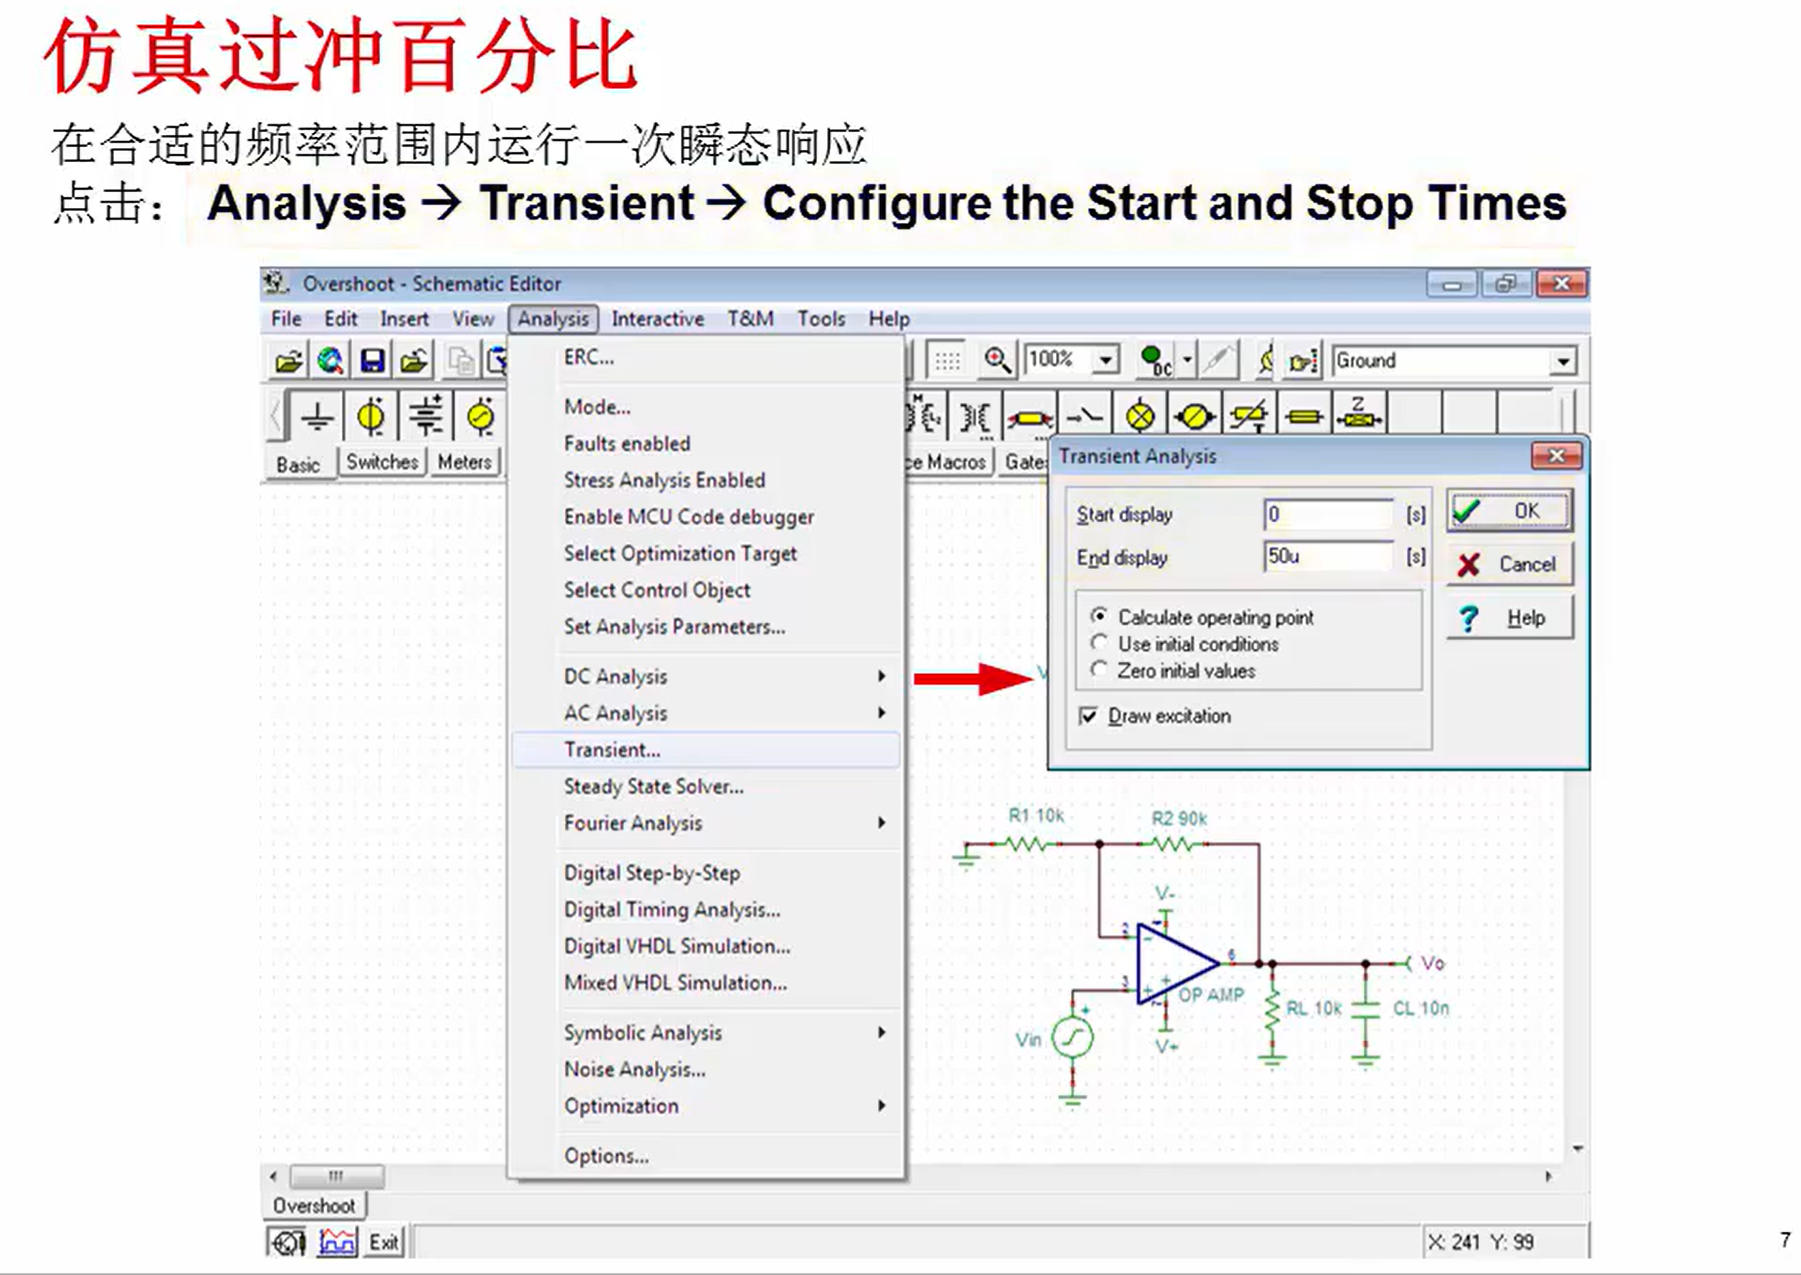 仿真过冲百分比
在合适的频率范围内运行一次瞬态响应
点击： Analysis → Transient → Configure the Start and Stop Times
Overshoot - Schematic Editor
File Edit Insert View Analysis Interactive T&M Tools Help
100% DC Ground
Basic Switches Meters
ce Macros Gate
ERC...
Mode...
Faults enabled
Stress Analysis Enabled
Enable MCU Code debugger
Select Optimization Target
Select Control Object
Set Analysis Parameters...
DC Analysis
AC Analysis
Transient...
Steady State Solver...
Fourier Analysis
Digital Step-by-Step
Digital Timing Analysis...
Digital VHDL Simulation...
Mixed VHDL Simulation...
Symbolic Analysis
Noise Analysis...
Optimization
Options...
Transient Analysis
Start display 0 [s] OK
End display 50u [s] Cancel
Help
Calculate operating point
Use initial conditions
Zero initial values
Draw excitation
R1 10k R2 90k
V-
2
6
Vo
3
OP AMP
RL 10k CL 10n
Vin
V+
Overshoot
Exit
X: 241 Y: 99
7